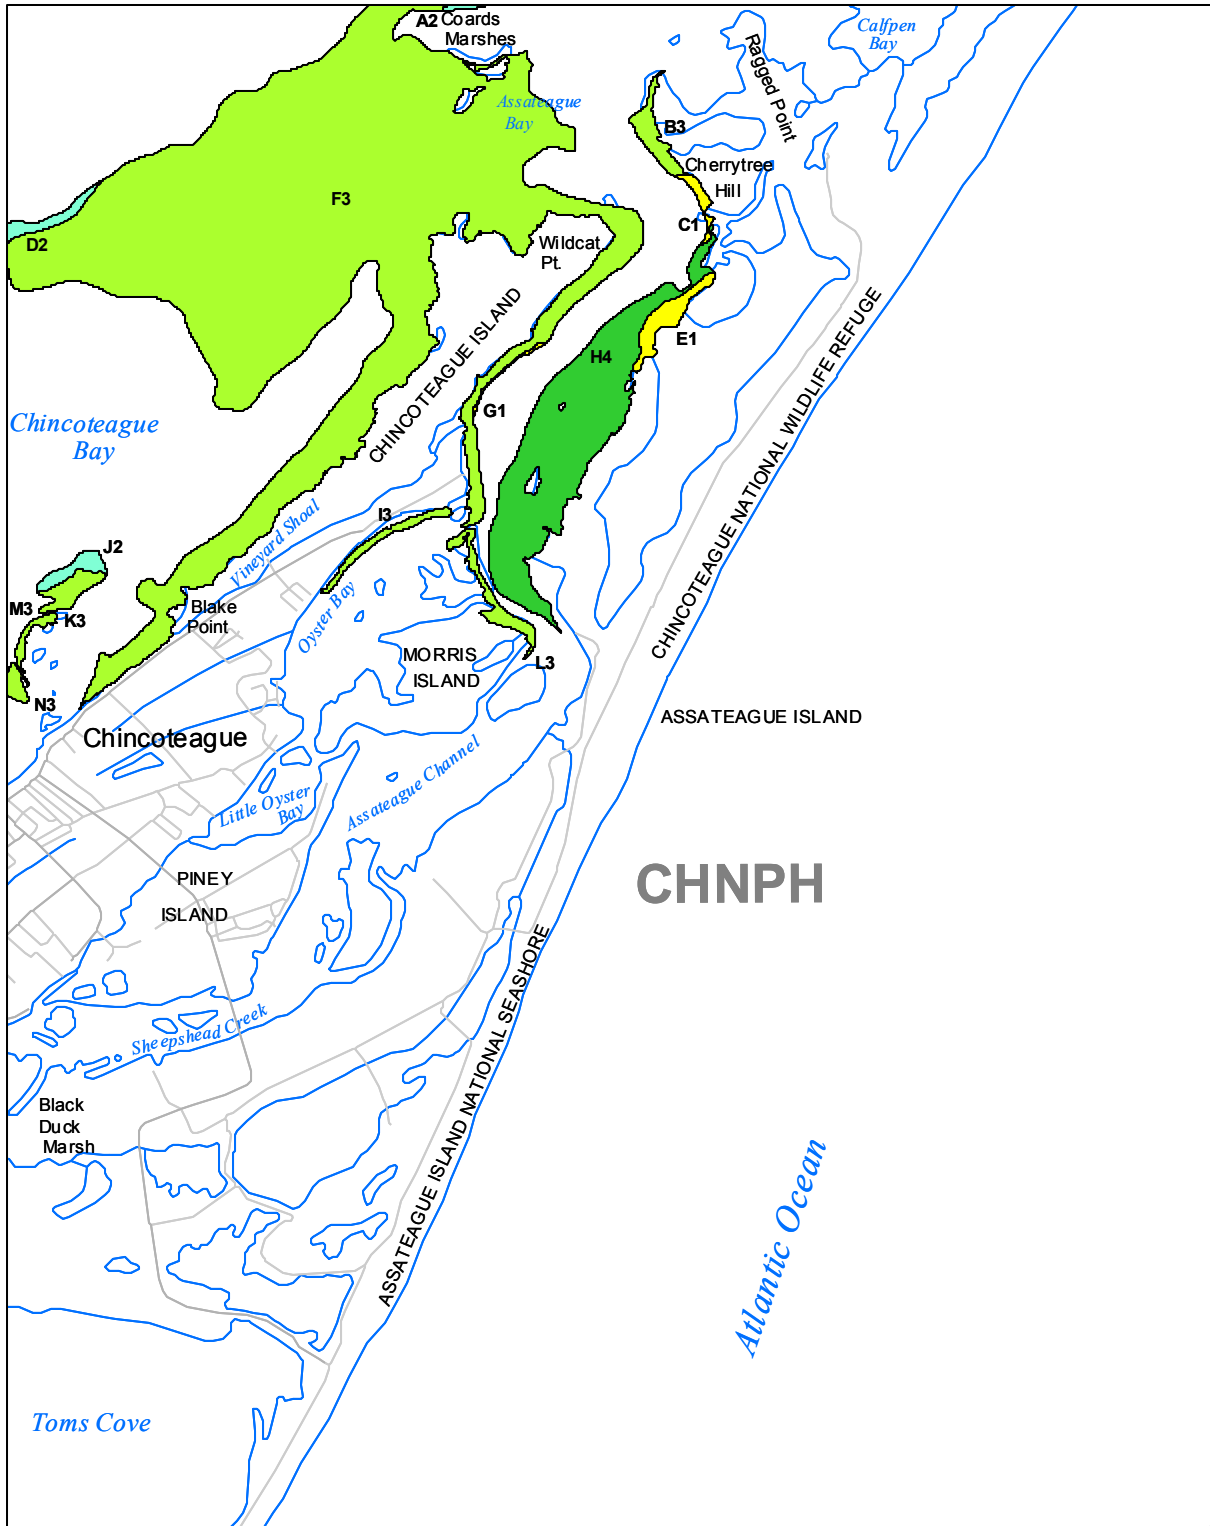 A2 Coards
Marshes
Calfpen
Bay
Ragged Point
Assateague
Bay
B3
Cherrytree
Hill
F3
C1
D2
Wildcat
Pt.
E1
H4
CHINCOTEAGUE ISLAND
G1
CHINCOTEAGUE NATIONAL WILDLIFE REFUGE
Chincoteague
Bay
I3
Vineyard Shoal
J2
M3
K3
Blake
Point
Oyster Bay
MORRIS
ISLAND
L3
N3
ASSATEAGUE ISLAND
Chincoteague
Assateague Channel
Little Oyster
Bay
PINEY
ISLAND
CHNPH
ASSATEAGUE ISLAND NATIONAL SEASHORE
Sheepshead Creek
Black
Duck
Marsh
Atlantic Ocean
Toms Cove